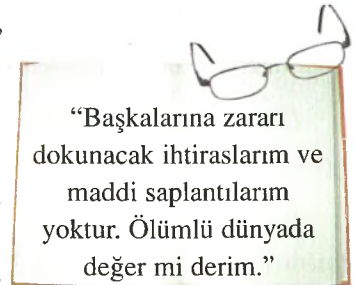 “Başkalarına zararı
dokunacak ihtiraslarım ve
maddi saplantılarım
yoktur. Ölümlü dünyada
değer mi derim.”